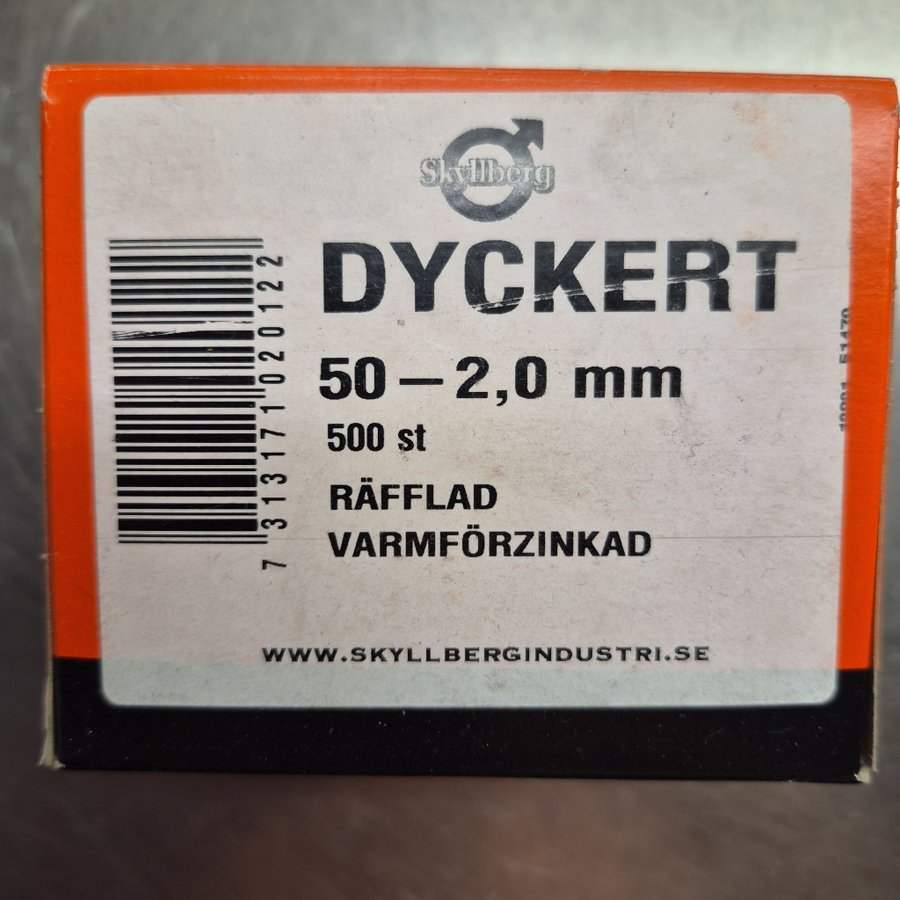 Skyllberg
DYCKERT
50 – 2,0 mm
500 st
RÄFFLAD
VARMFÖRZINKAD
WWW.SKYLLBERGINDUSTRI.SE
7 313171 020122